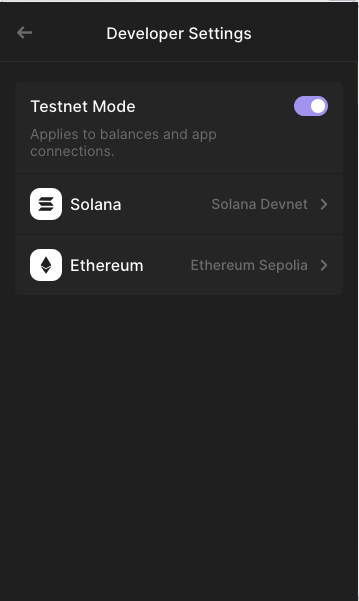 Developer Settings
Testnet Mode
Applies to balances and app
connections.
Solana Solana Devnet
Ethereum Ethereum Sepolia